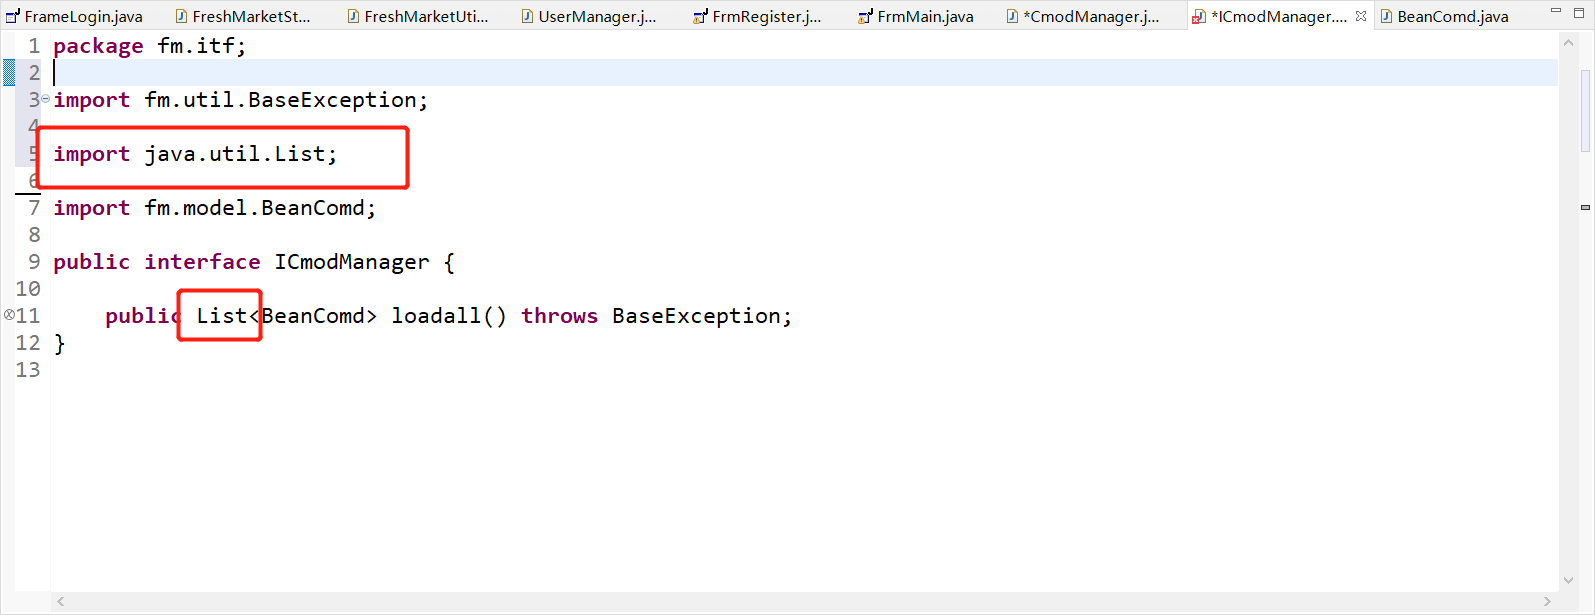 FrameLogin.java FreshMarketSt... FreshMarketUti... UserManager.j... FrmRegister.j... FrmMain.java *CmodManager.j... *ICmodManager.... BeanComd.java
1 package fm.itf;
2
3 import fm.util.BaseException;
4
5 import java.util.List;
6
7 import fm.model.BeanComd;
8
9 public interface ICmodManager {
10
11 public List<BeanComd> loadall() throws BaseException;
12 }
13